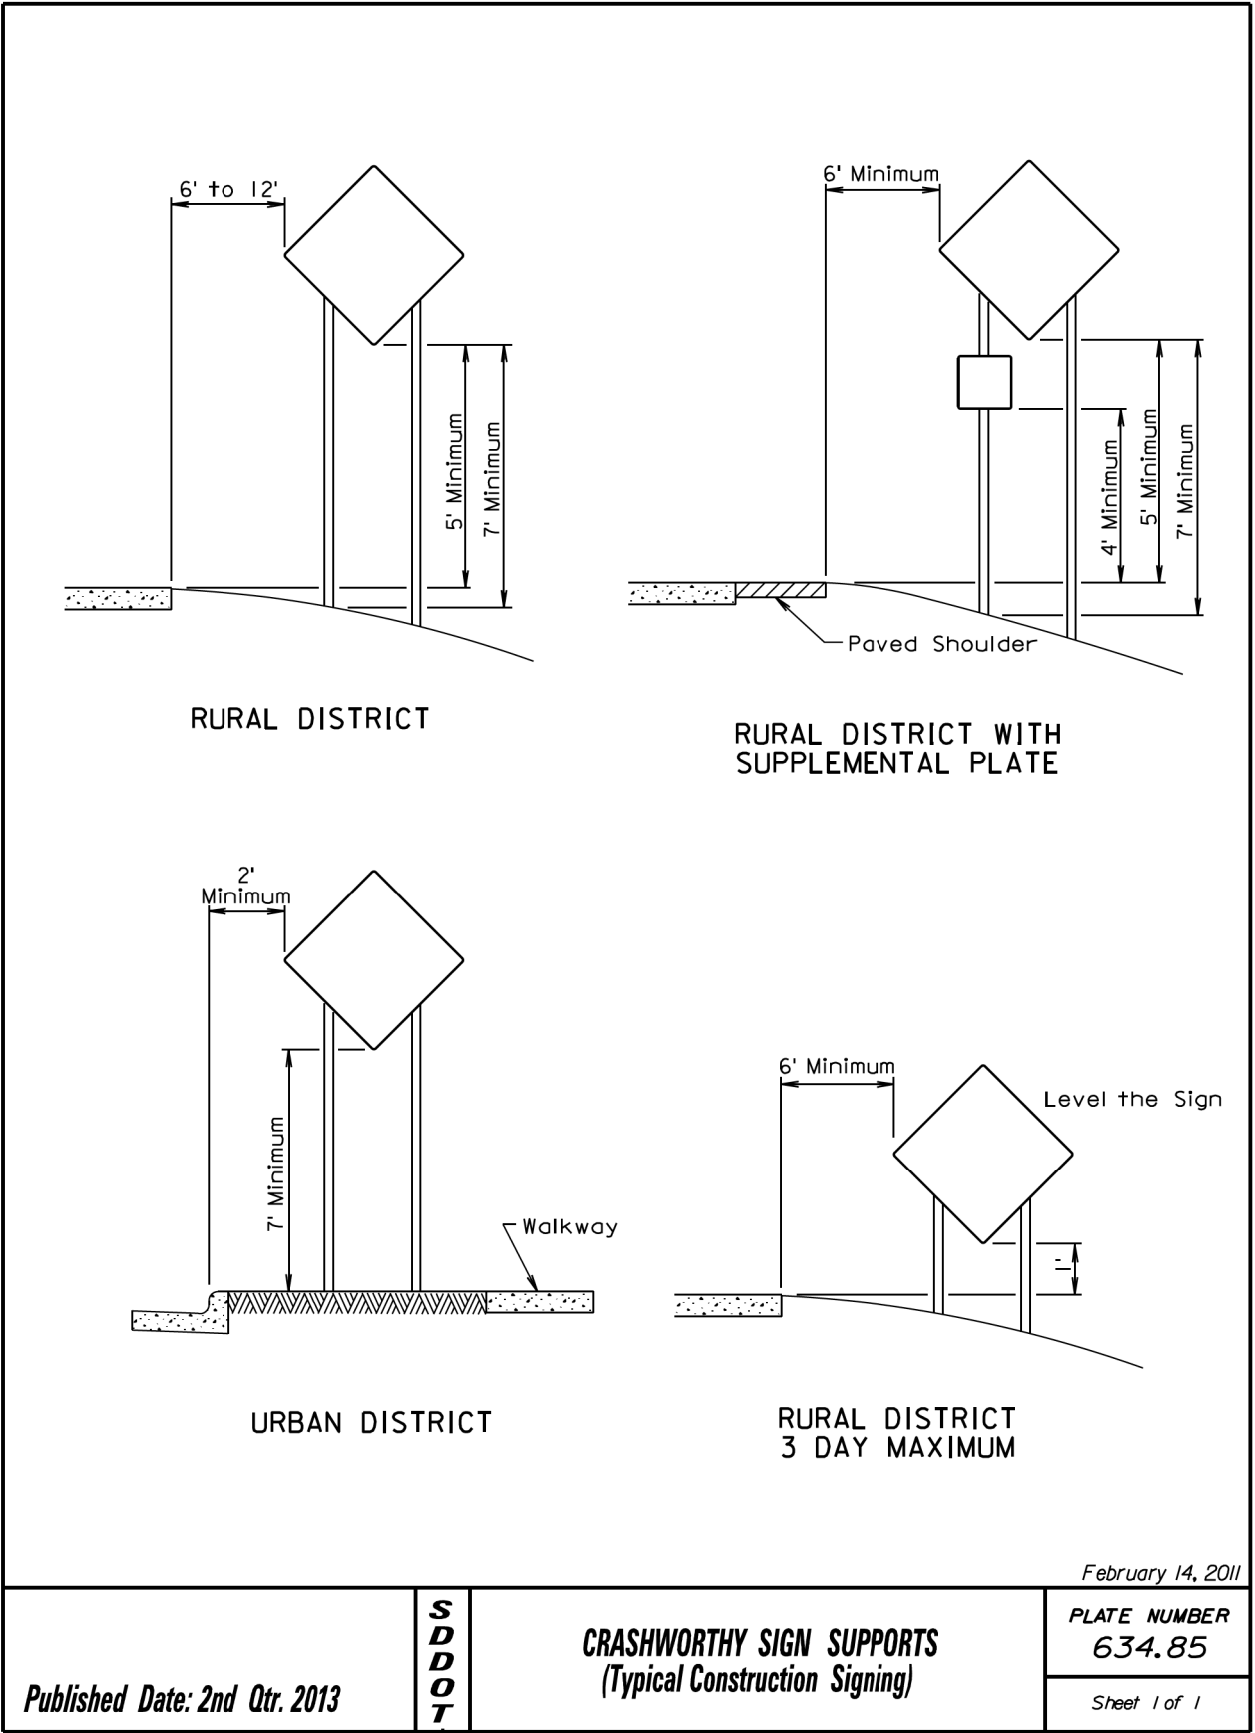 6' to 12'
5' Minimum
7' Minimum
RURAL DISTRICT
6' Minimum
4' Minimum
5' Minimum
7' Minimum
Paved Shoulder
RURAL DISTRICT WITH
SUPPLEMENTAL PLATE
2'
Minimum
7' Minimum
Walkway
URBAN DISTRICT
6' Minimum
Level the Sign
1'
RURAL DISTRICT
3 DAY MAXIMUM
February 14, 2011
Published Date: 2nd Qtr. 2013
S
D
D
O
T
CRASHWORTHY SIGN SUPPORTS
(Typical Construction Signing)
PLATE NUMBER
634.85
Sheet 1 of 1